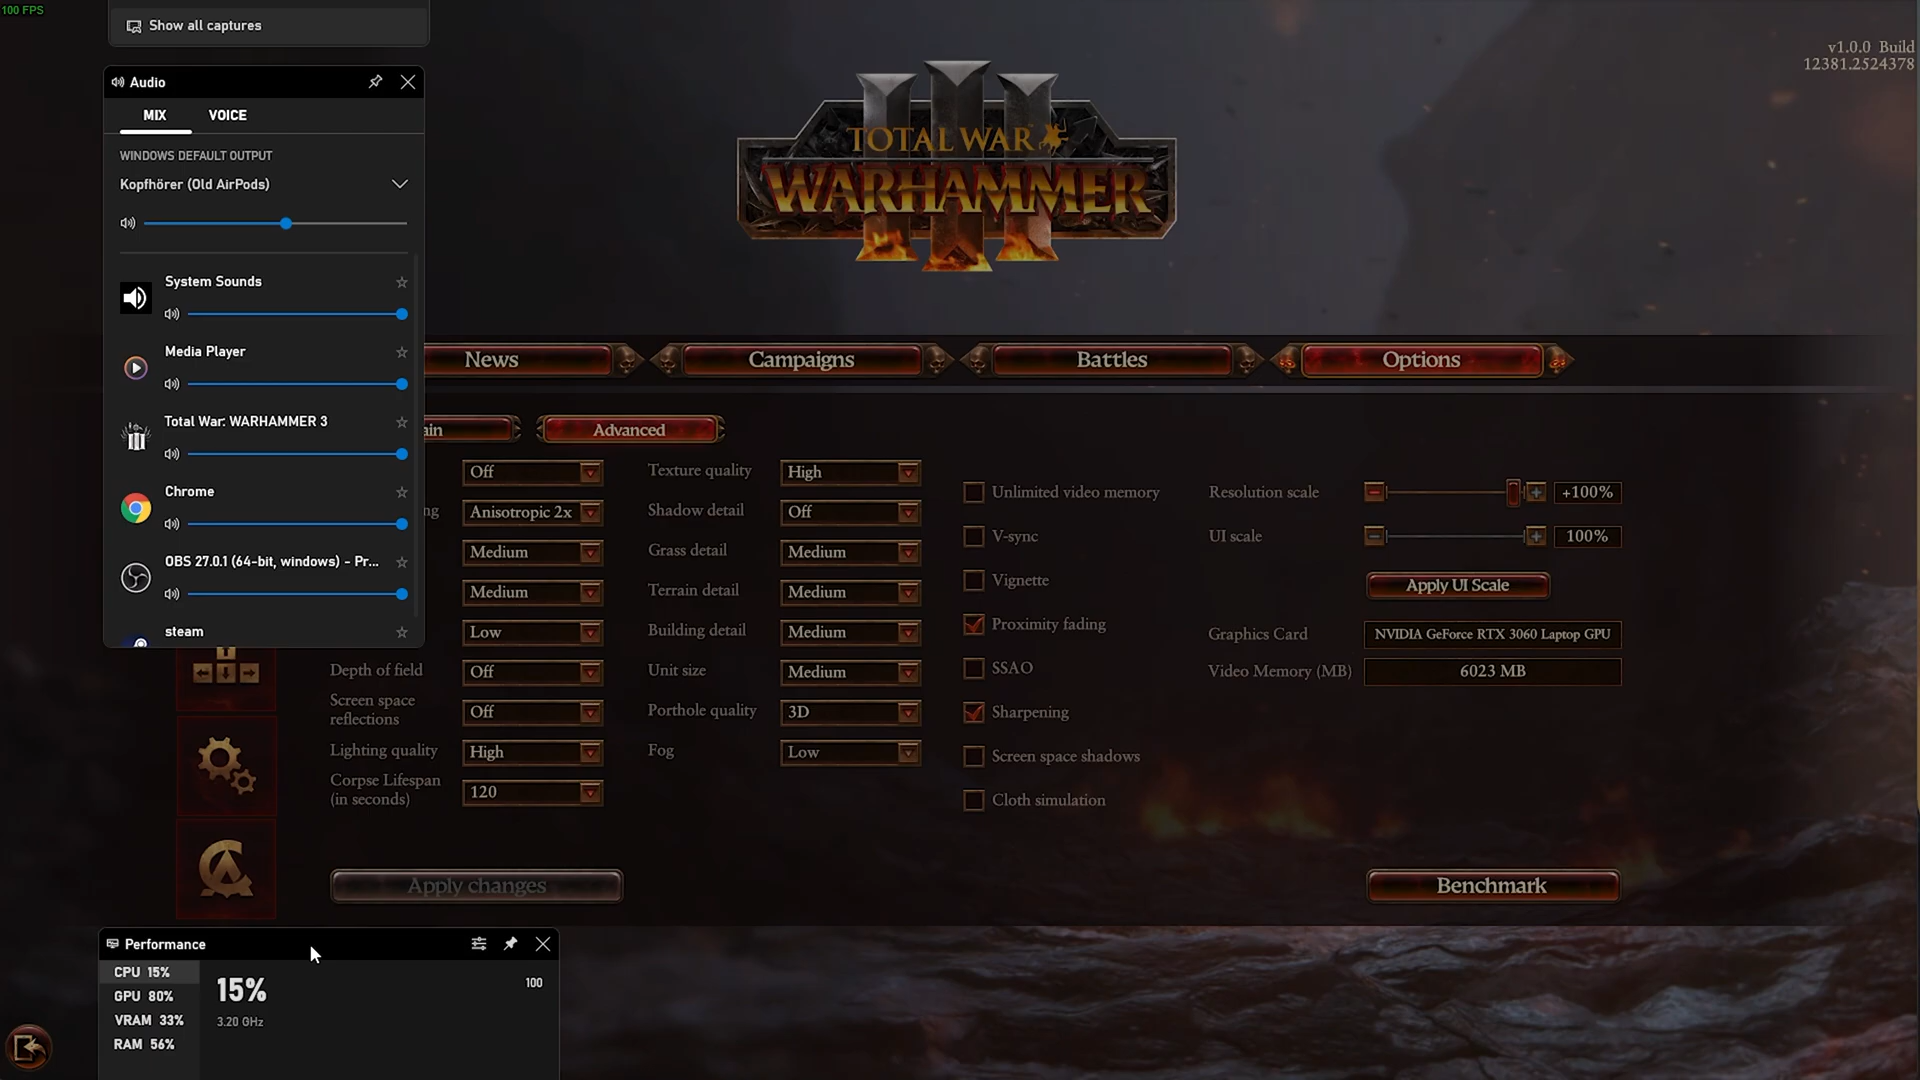 100 FPS
Show all captures
v1.0.0 Build
12381.2524378
Audio
MIX
VOICE
WINDOWS DEFAULT OUTPUT
Kopfhörer (Old AirPods)
System Sounds
Media Player
Total War: WARHAMMER 3
Chrome
OBS 27.0.1 (64-bit, windows) - Pr...
steam
TOTAL WAR
WARHAMMER
III
News
Campaigns
Battles
Options
ain
Advanced
Off
ng
Anisotropic 2x
Medium
Medium
Low
Depth of field
Off
Screen space
reflections
Off
Lighting quality
High
Corpse Lifespan
(in seconds)
120
Texture quality
High
Shadow detail
Off
Grass detail
Medium
Terrain detail
Medium
Building detail
Medium
Unit size
Medium
Porthole quality
3D
Fog
Low
Unlimited video memory
V-sync
Vignette
Proximity fading
SSAO
Sharpening
Screen space shadows
Cloth simulation
Resolution scale
+100%
UI scale
100%
Apply UI Scale
Graphics Card
NVIDIA GeForce RTX 3060 Laptop GPU
Video Memory (MB)
6023 MB
Apply changes
Benchmark
Performance
CPU 15%
GPU 80%
VRAM 33%
RAM 56%
15%
3.20 GHz
100